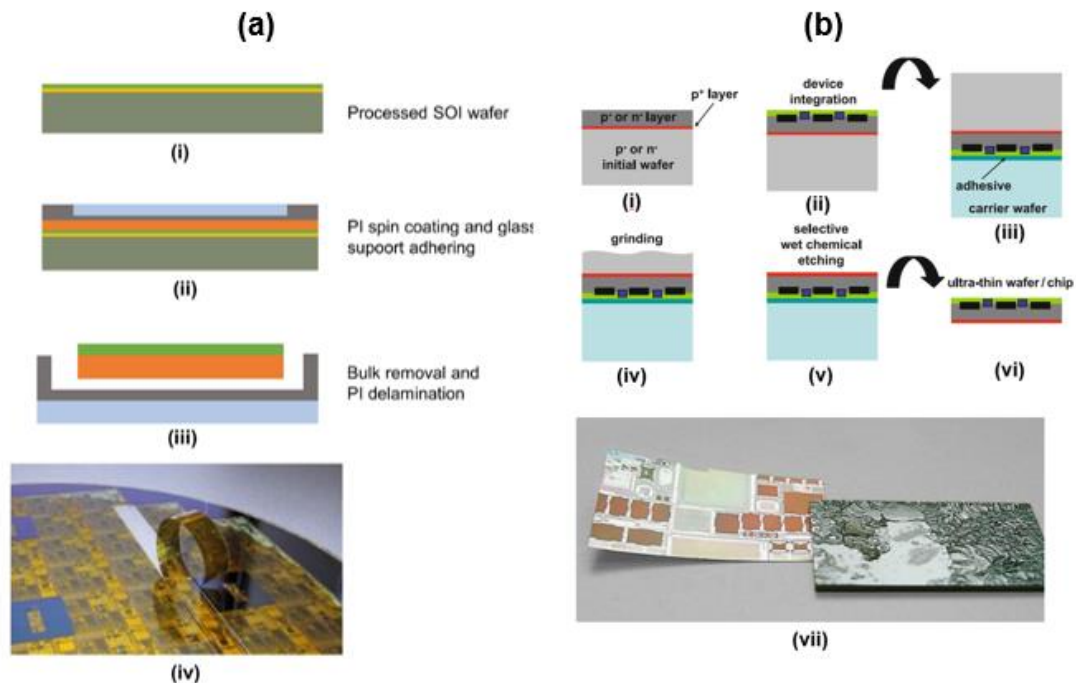 (a)
Processed SOI wafer
(i)
PI spin coating and glass
supoort adhering
(ii)
Bulk removal and
PI delamination
(iii)
(iv)
(b)
p⁺ layer
p⁻ or n⁻ layer
p⁻ or n⁻
initial wafer
(i)
device
integration
(ii)
adhesive
carrier wafer
(iii)
grinding
(iv)
selective
wet chemical
etching
(v)
ultra-thin wafer / chip
(vi)
(vii)